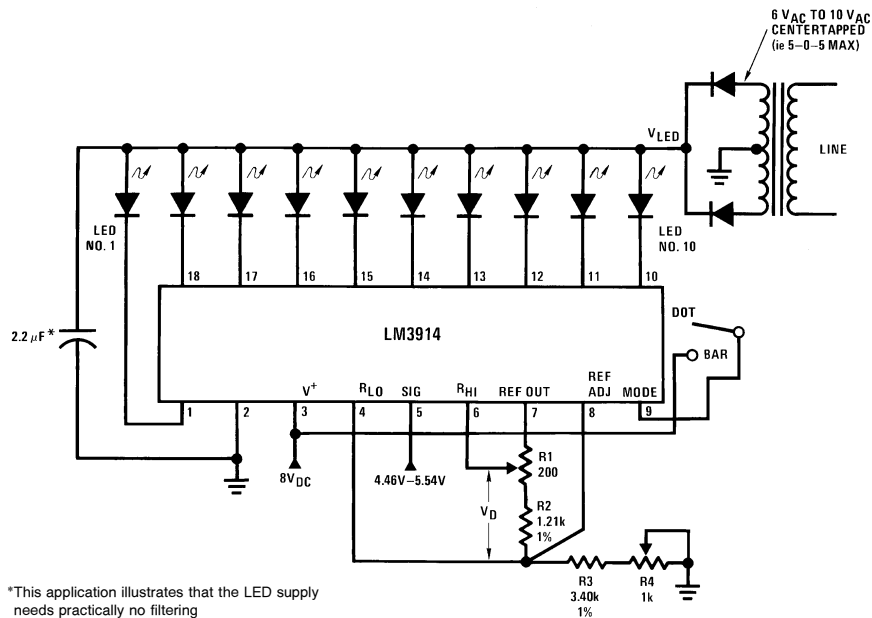 6 VAC TO 10 VAC
CENTERTAPPED
(ie 5–0–5 MAX)
VLED
LINE
LED
NO. 1
LED
NO. 10
18
17
16
15
14
13
12
11
10
2.2 µF*
LM3914
DOT
BAR
V+
RLO
SIG
RHI
REF OUT
REF
ADJ
MODE
1
2
3
4
5
6
7
8
9
8VDC
4.46V–5.54V
R1
200
VD
R2
1.21k
1%
R3
3.40k
1%
R4
1k
*This application illustrates that the LED supply
needs practically no filtering